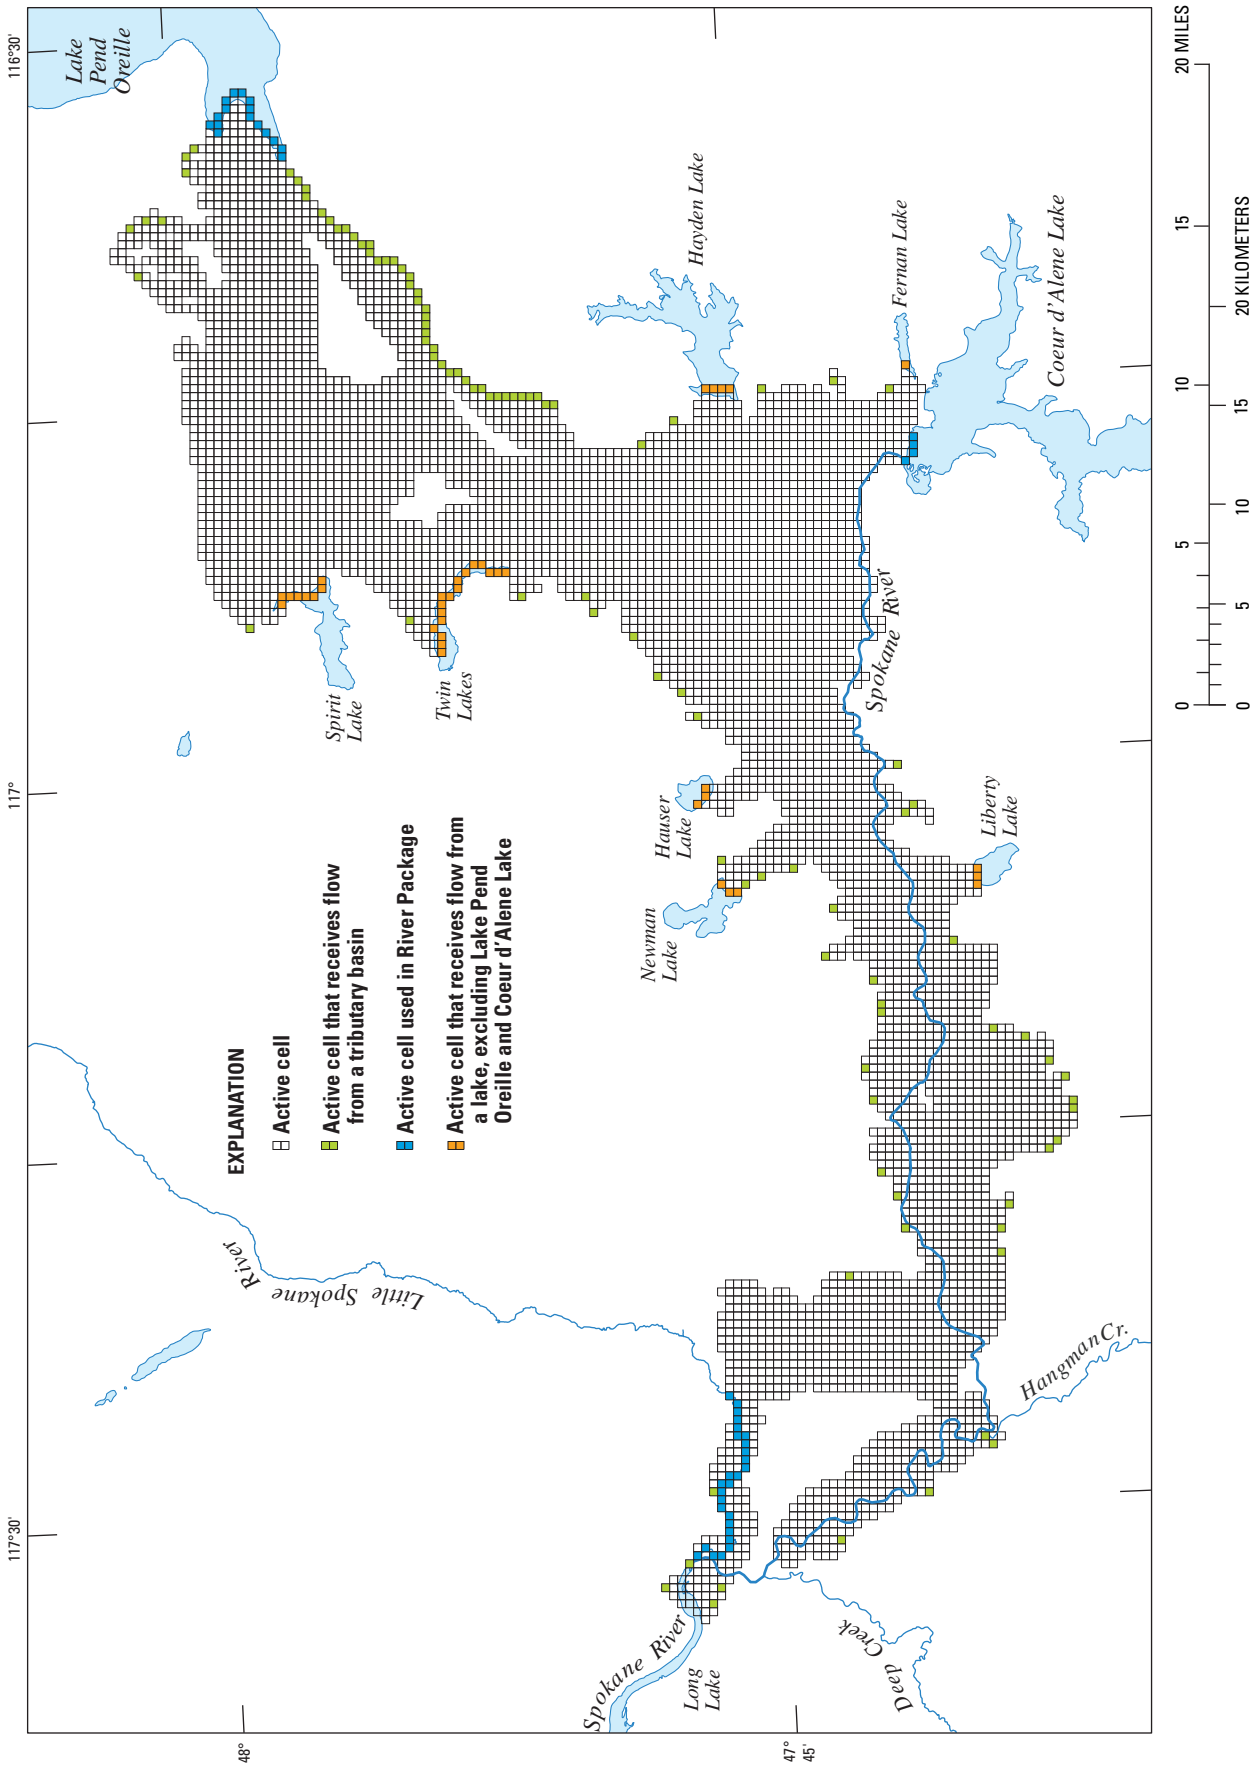 117°30'
117°
116°30'
48°
47°
45'
Lake
Pend
Oreille
Spirit
Lake
Twin
Lakes
Hayden Lake
Fernan Lake
Coeur d'Alene Lake
Hauser
Lake
Newman
Lake
Liberty
Lake
Spokane River
Little Spokane
River
Hangman Cr.
Spokane River
Long
Lake
Deep Creek
EXPLANATION
Active cell
Active cell that receives flow
from a tributary basin
Active cell used in River Package
Active cell that receives flow from
a lake, excluding Lake Pend
Oreille and Coeur d'Alene Lake
0 5 10 15 20 MILES
0 5 10 15 20 KILOMETERS